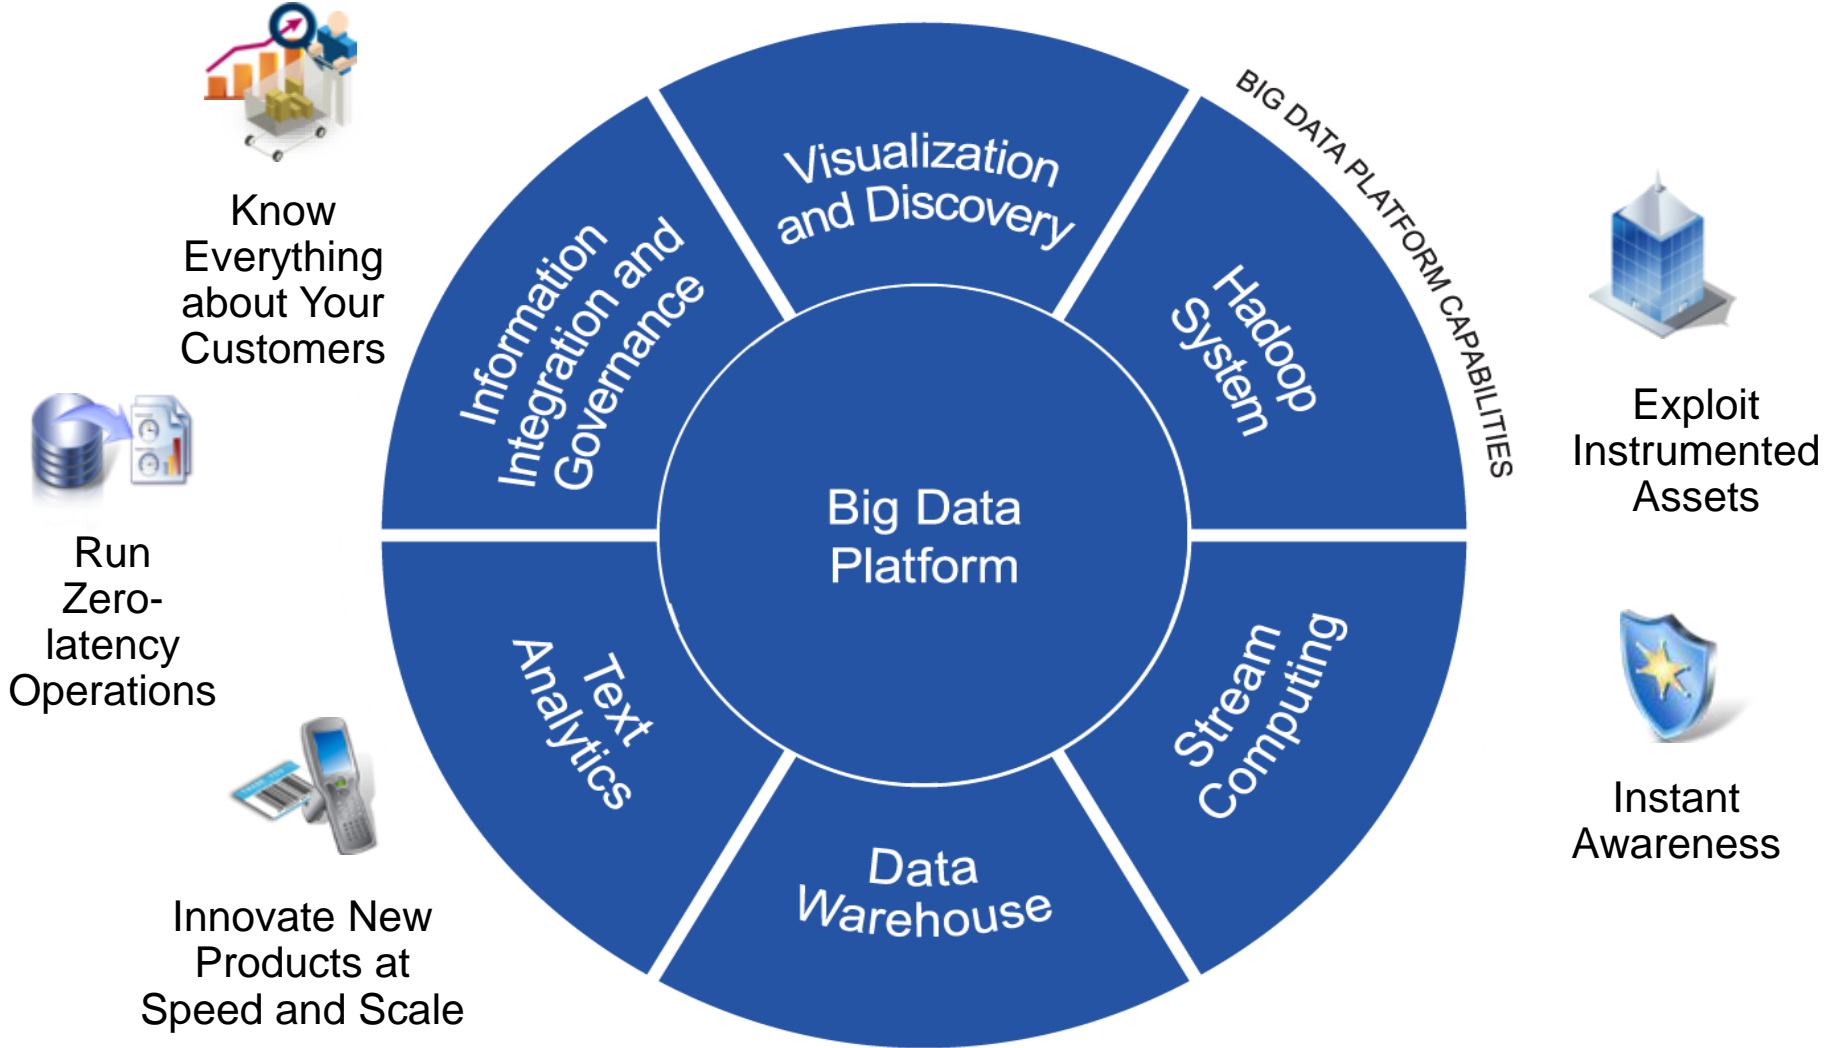 Know
Everything
about Your
Customers
Run
Zero-
latency
Operations
Innovate New
Products at
Speed and Scale
Visualization
and Discovery
Information
Integration and
Governance
Hadoop
System
BIG DATA PLATFORM CAPABILITIES
Big Data
Platform
Text
Analytics
Stream
Computing
Data
Warehouse
Exploit
Instrumented
Assets
Instant
Awareness